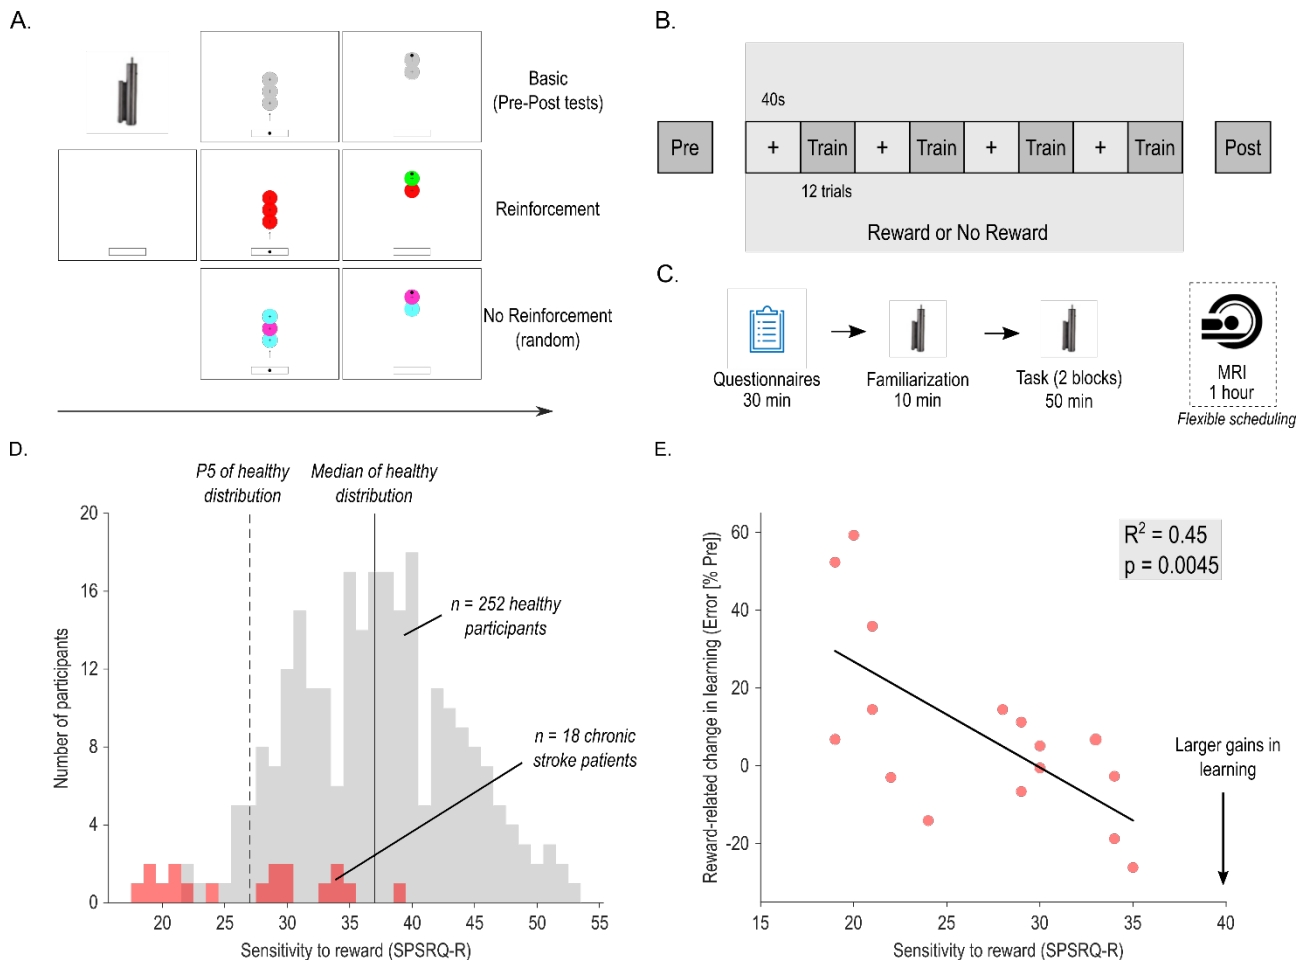 A.
Basic
(Pre-Post tests)
Reinforcement
No Reinforcement
(random)
B.
40s
Pre
+
Train
+
Train
+
Train
+
Train
Post
12 trials
Reward or No Reward
C.
Questionnaires
30 min
Familiarization
10 min
Task (2 blocks)
50 min
MRI
1 hour
Flexible scheduling
D.
P5 of healthy
distribution
Median of healthy
distribution
n = 252 healthy
participants
n = 18 chronic
stroke patients
Number of participants
20
16
12
8
4
0
20
25
30
35
40
45
50
55
Sensitivity to reward (SPSRQ-R)
E.
R² = 0.45
p = 0.0045
Larger gains in
learning
Reward-related change in learning (Error [% Pre])
60
40
20
0
-20
15
20
25
30
35
40
Sensitivity to reward (SPSRQ-R)